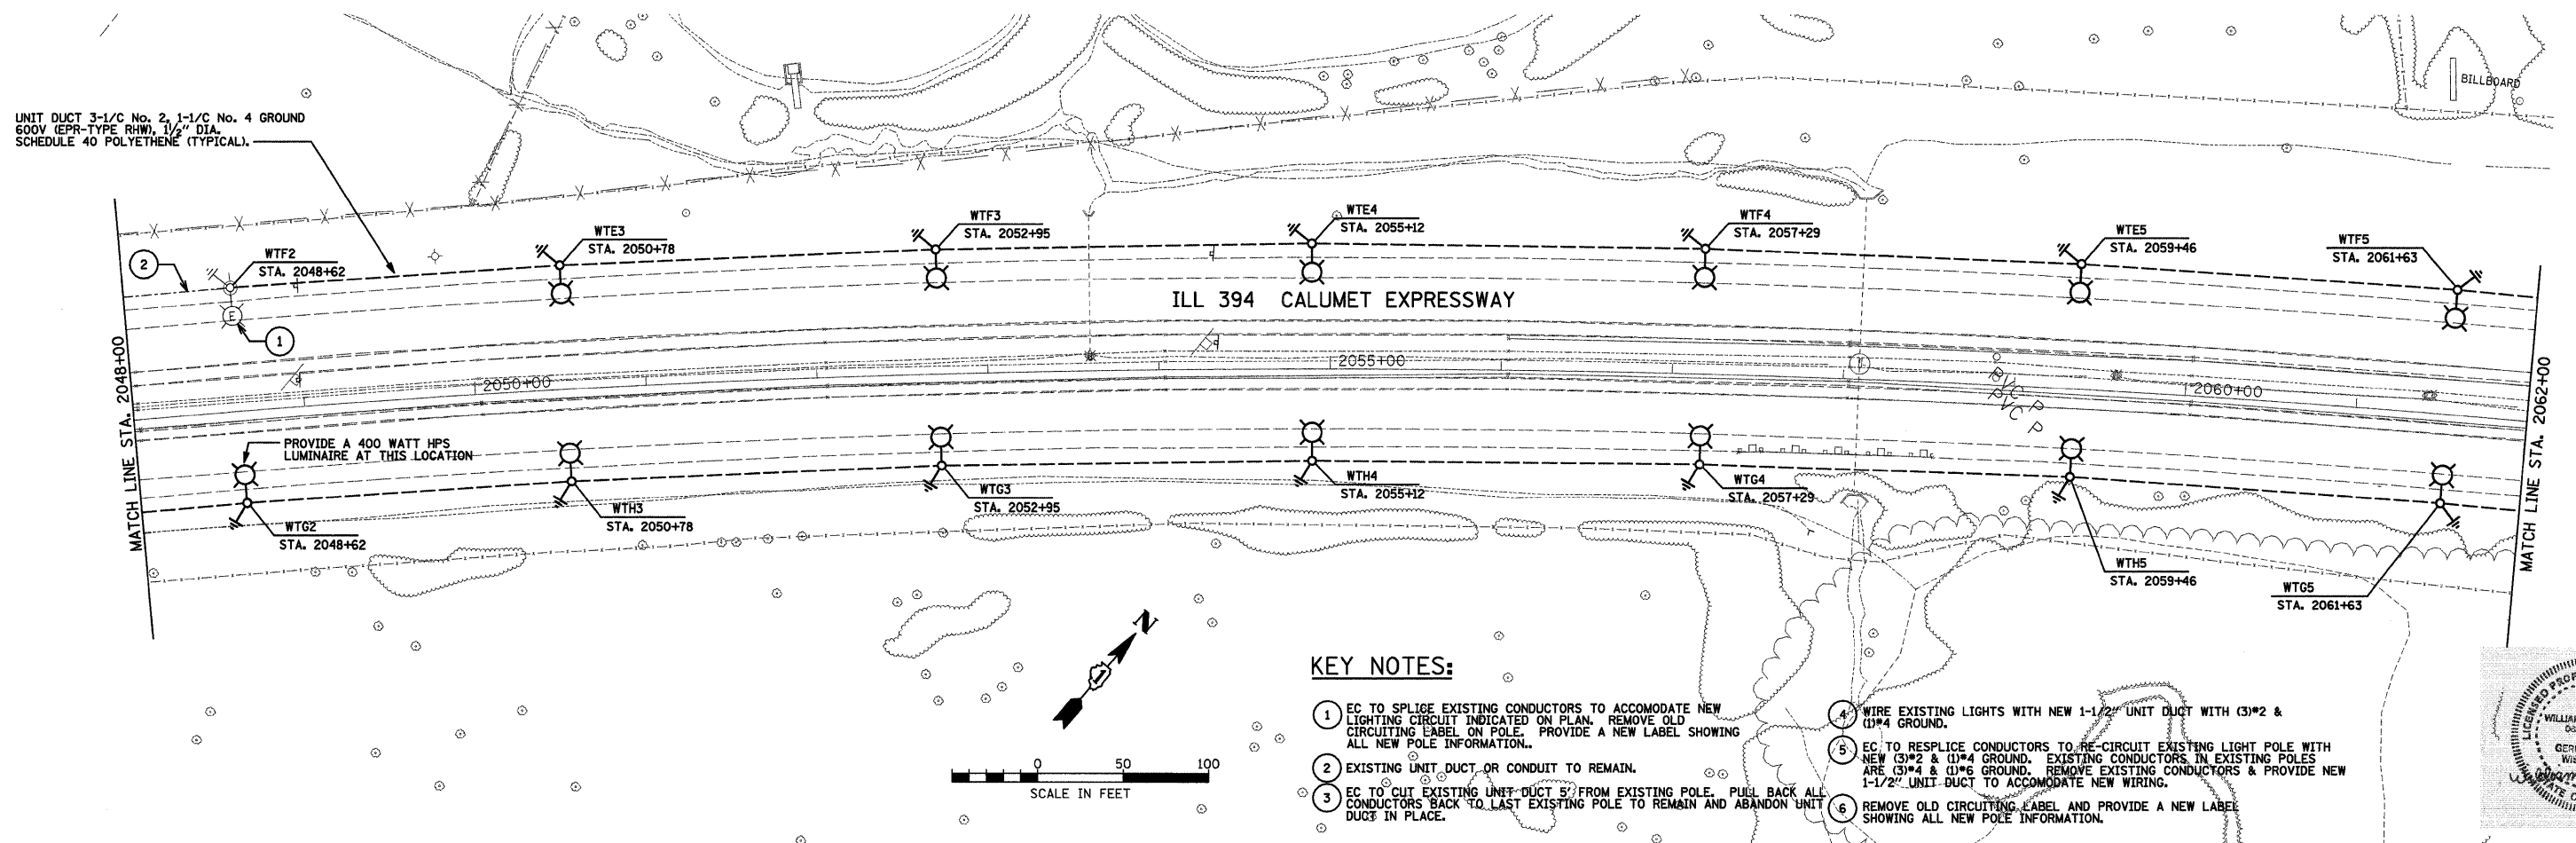 BILLBOARD
UNIT DUCT 3-1/C No. 2, 1-1/C No. 4 GROUND
600V (EPR-TYPE RHW), 1½" DIA.
SCHEDULE 40 POLYETHENE (TYPICAL).
WTF2
STA. 2048+62
WTE3
STA. 2050+78
WTF3
STA. 2052+95
WTE4
STA. 2055+12
WTF4
STA. 2057+29
WTE5
STA. 2059+46
WTF5
STA. 2061+63
2
E
1
ILL 394 CALUMET EXPRESSWAY
MATCH LINE STA. 2048+00
2050+00
2055+00
2060+00
MATCH LINE STA. 2062+00
PVC P
PVC P
PROVIDE A 400 WATT HPS
LUMINAIRE AT THIS LOCATION
WTG2
STA. 2048+62
WTH3
STA. 2050+78
WTG3
STA. 2052+95
WTH4
STA. 2055+12
WTG4
STA. 2057+29
WTH5
STA. 2059+46
WTG5
STA. 2061+63
N
0 50 100
SCALE IN FEET
KEY NOTES:
1 EC TO SPLICE EXISTING CONDUCTORS TO ACCOMODATE NEW
LIGHTING CIRCUIT INDICATED ON PLAN. REMOVE OLD
CIRCUITING LABEL ON POLE. PROVIDE A NEW LABEL SHOWING
ALL NEW POLE INFORMATION..
2 EXISTING UNIT DUCT OR CONDUIT TO REMAIN.
3 EC TO CUT EXISTING UNIT DUCT 5' FROM EXISTING POLE. PULL BACK ALL
CONDUCTORS BACK TO LAST EXISTING POLE TO REMAIN AND ABANDON UNIT
DUCT IN PLACE.
4 WIRE EXISTING LIGHTS WITH NEW 1-1/2" UNIT DUCT WITH (3)#2 &
(1)#4 GROUND.
5 EC TO RESPLICE CONDUCTORS TO RE-CIRCUIT EXISTING LIGHT POLE WITH
NEW (3)#2 & (1)#4 GROUND. EXISTING CONDUCTORS IN EXISTING POLES
ARE (3)#4 & (1)#6 GROUND. REMOVE EXISTING CONDUCTORS & PROVIDE NEW
1-1/2" UNIT DUCT TO ACCOMODATE NEW WIRING.
6 REMOVE OLD CIRCUITING LABEL AND PROVIDE A NEW LABEL
SHOWING ALL NEW POLE INFORMATION.
LICENSED